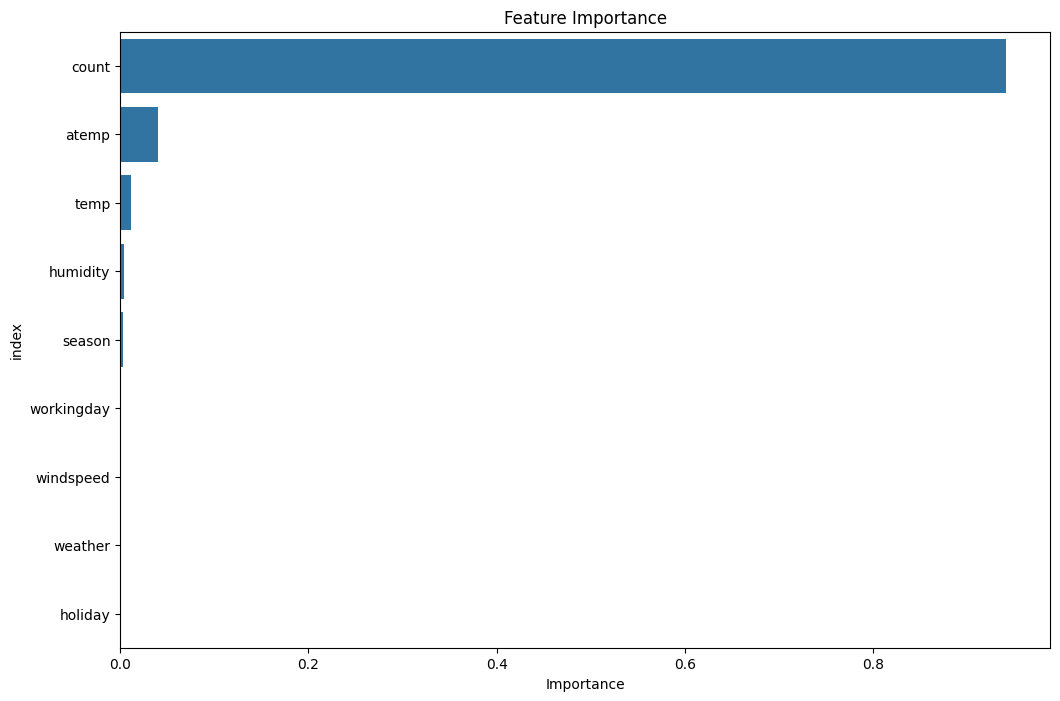 Feature Importance
count
atemp
temp
humidity
season
workingday
windspeed
weather
holiday
index
0.0 0.2 0.4 0.6 0.8
Importance